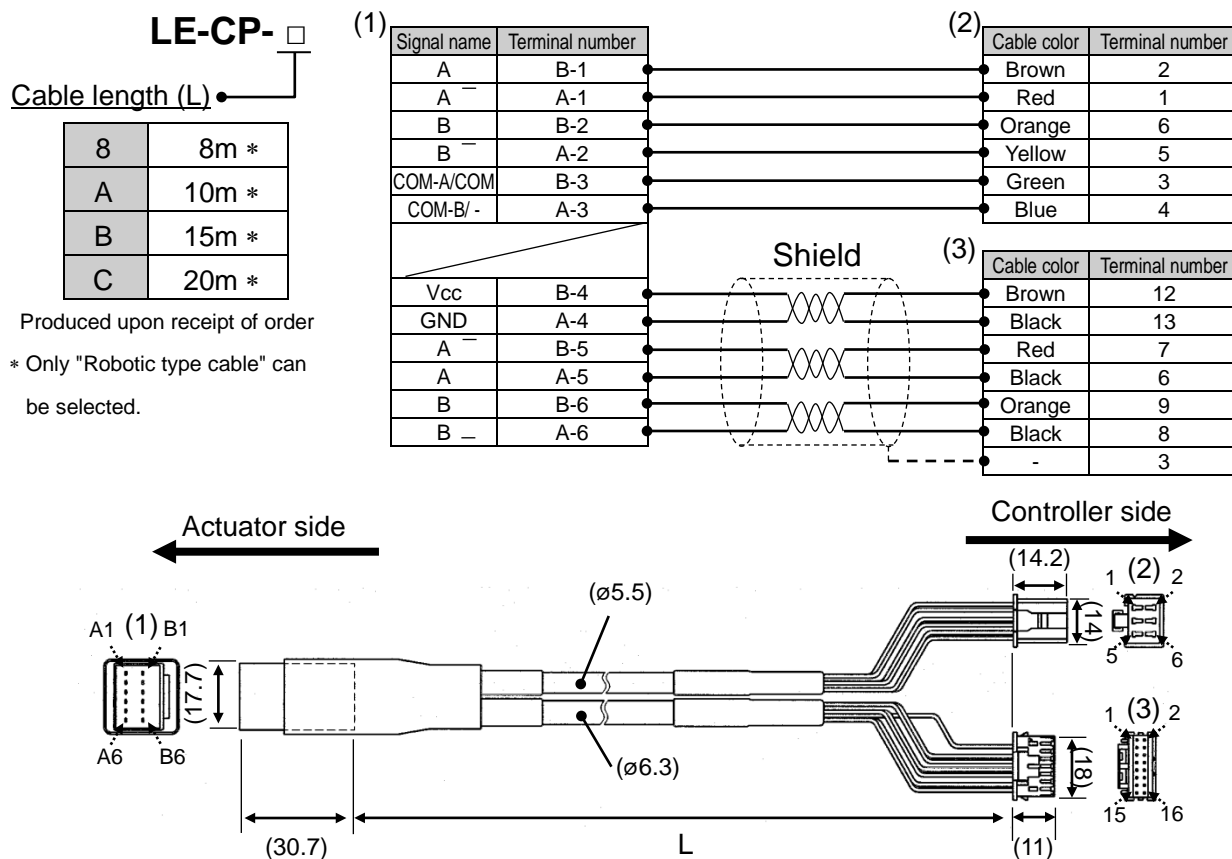 LE-CP- □
Cable length (L)
8 8m *
A 10m *
B 15m *
C 20m *
Produced upon receipt of order
* Only "Robotic type cable" can
be selected.
(1)
Signal name Terminal number
A B-1
A‾ A-1
B B-2
B‾ A-2
COM-A/COM B-3
COM-B/ - A-3
Vcc B-4
GND A-4
A‾ B-5
A A-5
B B-6
B _ A-6
Shield
(2)
Cable color Terminal number
Brown 2
Red 1
Orange 6
Yellow 5
Green 3
Blue 4
(3)
Cable color Terminal number
Brown 12
Black 13
Red 7
Black 6
Orange 9
Black 8
- 3
Actuator side
Controller side
A1 (1) B1
A6 B6
(17.7)
(30.7)
(ø5.5)
(ø6.3)
L
(14.2)
(14)
1 (2) 2
5 6
(18)
(11)
1 (3) 2
15 16